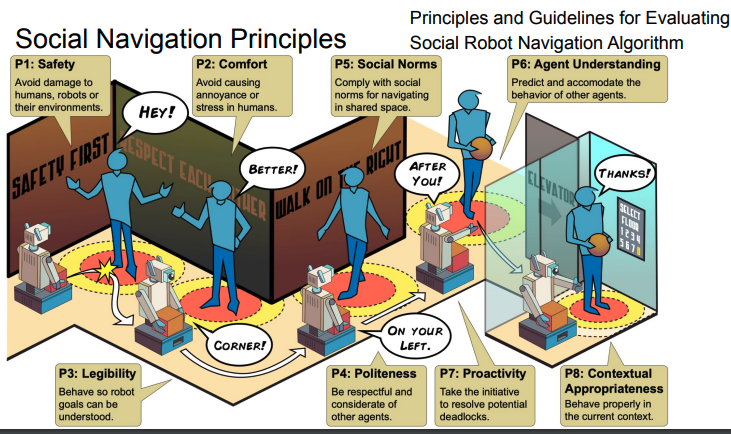 Social Navigation Principles
Principles and Guidelines for Evaluating
Social Robot Navigation Algorithm
P1: Safety
Avoid damage to
humans, robots or
their environments.
P2: Comfort
Avoid causing
annoyance or
stress in humans.
P5: Social Norms
Comply with social
norms for navigating
in shared space.
P6: Agent Understanding
Predict and accomodate the
behavior of other agents.
HEY!
BETTER!
AFTER
YOU!
THANKS!
SAFETY FIRST
RESPECT EACH OTHER
WALK ON THE RIGHT
ELEVATOR
SELECT
FLOOR
1 2 3 4
5 6 7 8
CORNER!
ON YOUR
LEFT.
P3: Legibility
Behave so robot
goals can be
understood.
P4: Politeness
Be respectful and
considerate of
other agents.
P7: Proactivity
Take the initiative
to resolve potential
deadlocks.
P8: Contextual
Appropriateness
Behave properly in
the current context.